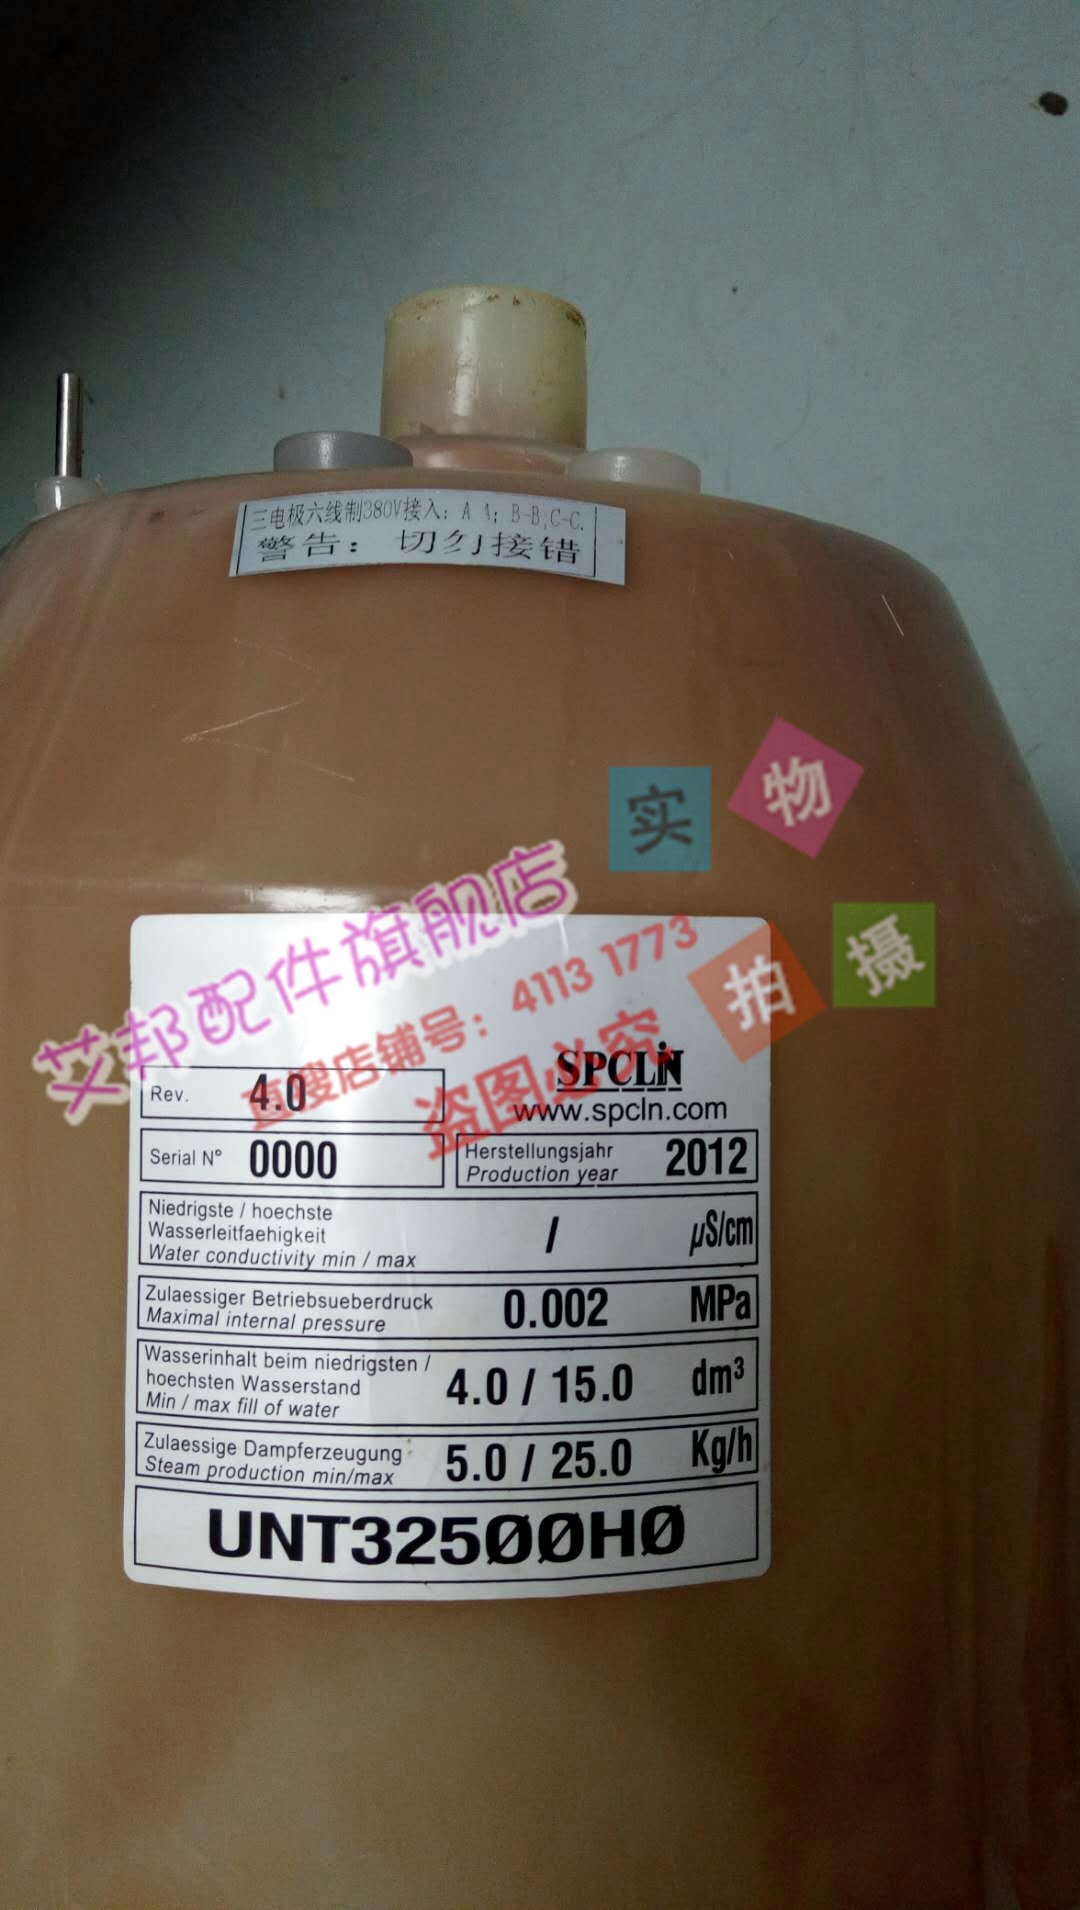 三电极六线制380V接入: A A; B-B,C-C.
警告: 切勿接错
实 物
拍 摄
艾邦配件旗舰店
直搜店铺号: 4113 1773
盗图必究
SPCLIN
www.spcln.com
Rev. 4.0
Serial N° 0000
Herstellungsjahr
Production year 2012
Niedrigste / hoechste
Wasserleitfaehigkeit
Water conductivity min / max / µS/cm
Zulaessiger Betriebsueberdruck
Maximal internal pressure 0.002 MPa
Wasserinhalt beim niedrigsten /
hoechsten Wasserstand
Min / max fill of water 4.0 / 15.0 dm³
Zulaessige Dampferzeugung
Steam production min/max 5.0 / 25.0 Kg/h
UNT325ØØHØ